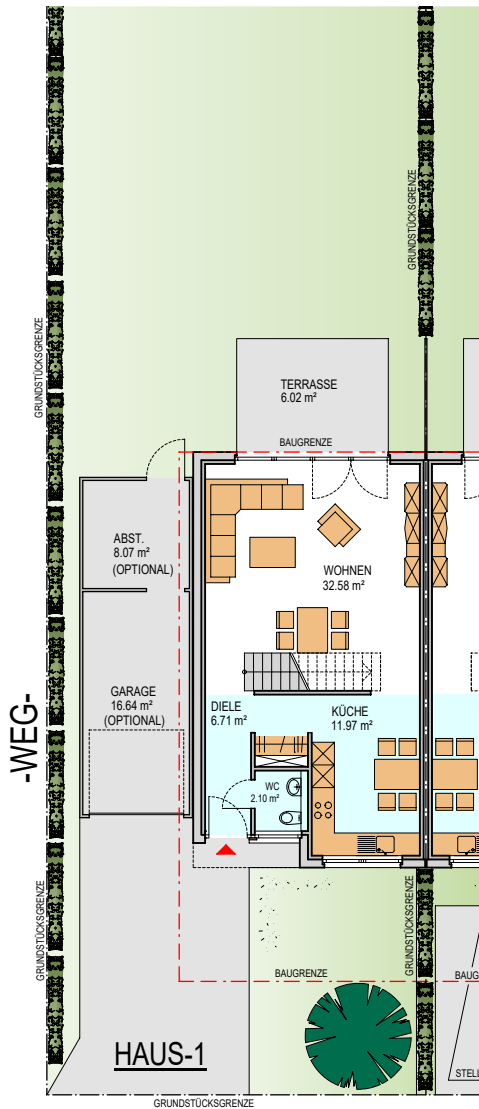 GRUNDSTÜCKSGRENZE
GRUNDSTÜCKSGRENZE
TERRASSE
6.02 m²
BAUGRENZE
ABST.
8.07 m²
(OPTIONAL)
WOHNEN
32.58 m²
GARAGE
16.64 m²
(OPTIONAL)
DIELE
6.71 m²
KÜCHE
11.97 m²
-WEG-
WC
2.10 m²
GRUNDSTÜCKSGRENZE
GRUNDSTÜCKSGRENZE
BAUGRENZE
BAUG
HAUS-1
STELL
GRUNDSTÜCKSGRENZE